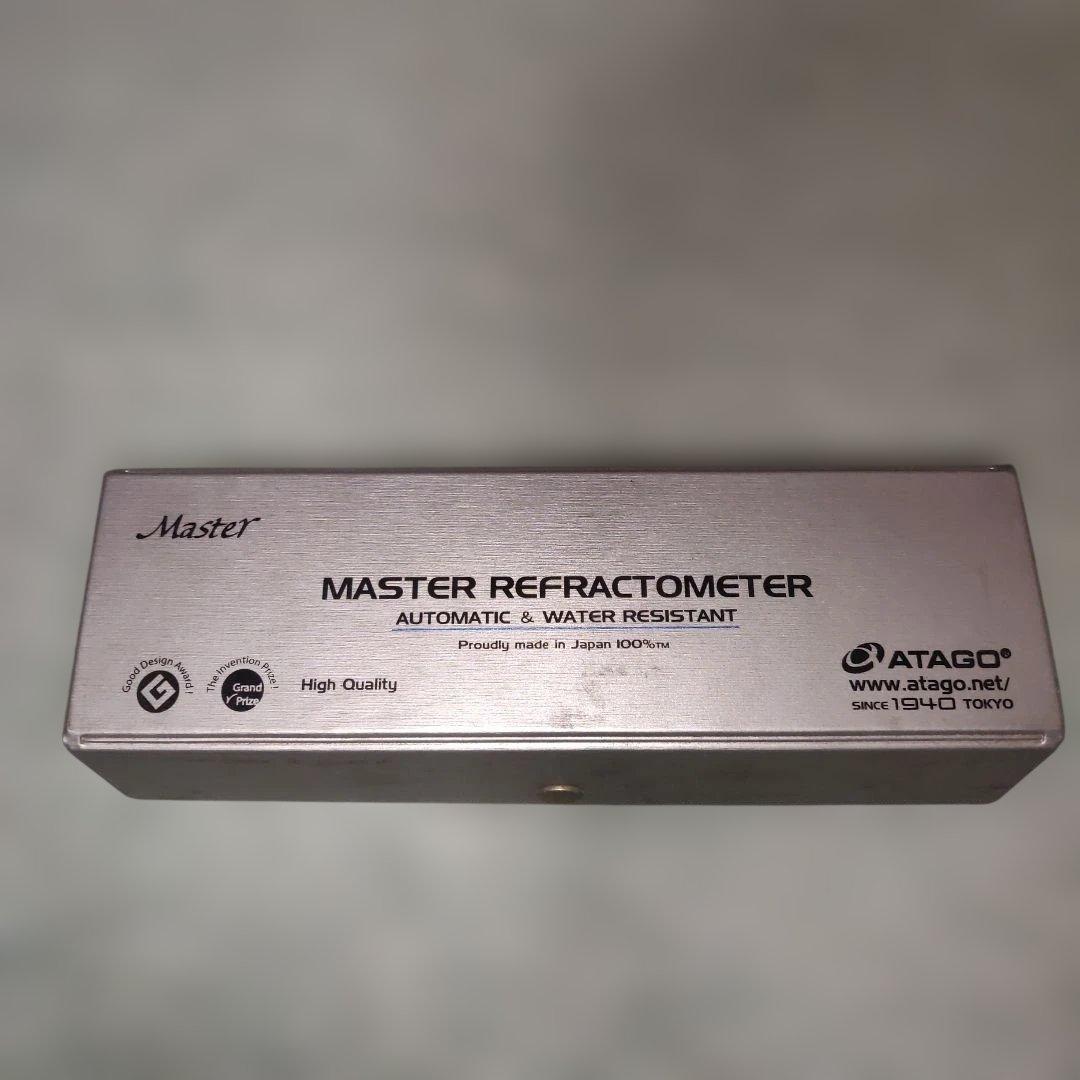 Master
MASTER REFRACTOMETER
AUTOMATIC & WATER RESISTANT
Proudly made in Japan 100%TM
Good Design Award!
The Invention Prize!
Grand
Prize
High Quality
ATAGO®
www.atago.net/
SINCE 1940 TOKYO